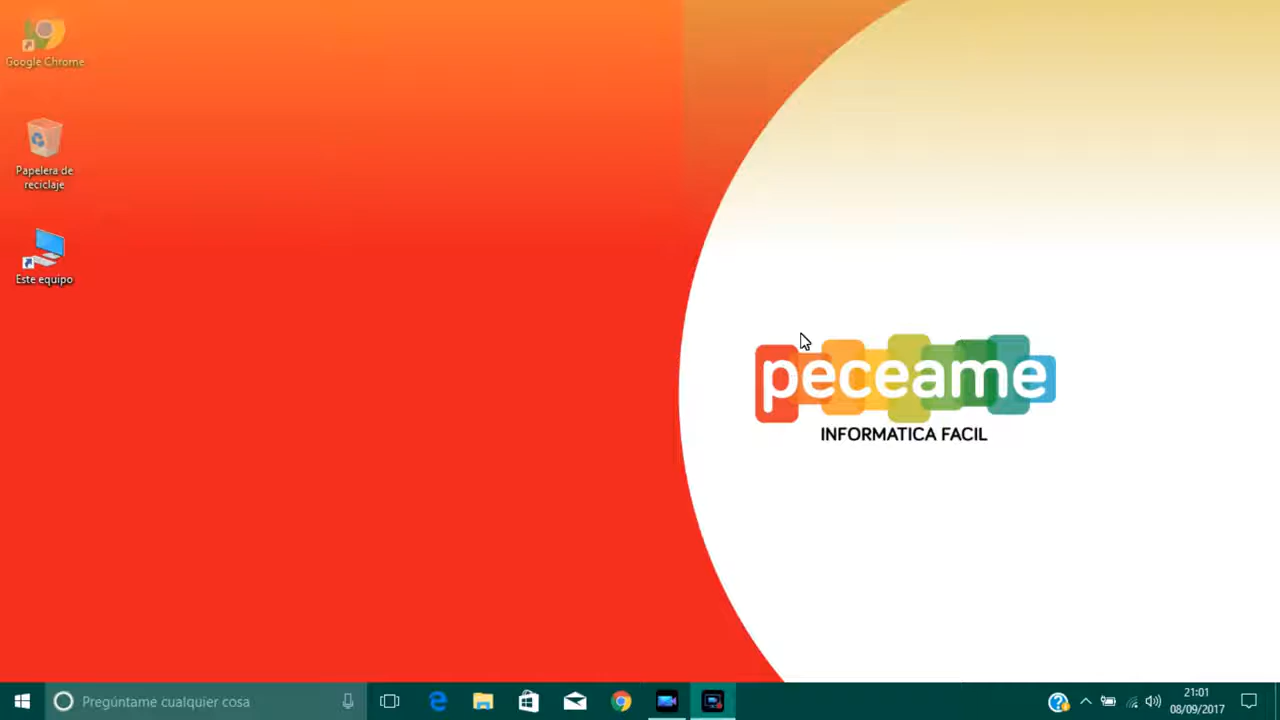 Google Chrome
Papelera de
reciclaje
Este equipo
peceame
INFORMATICA FACIL
Pregúntame cualquier cosa
21:01
08/09/2017